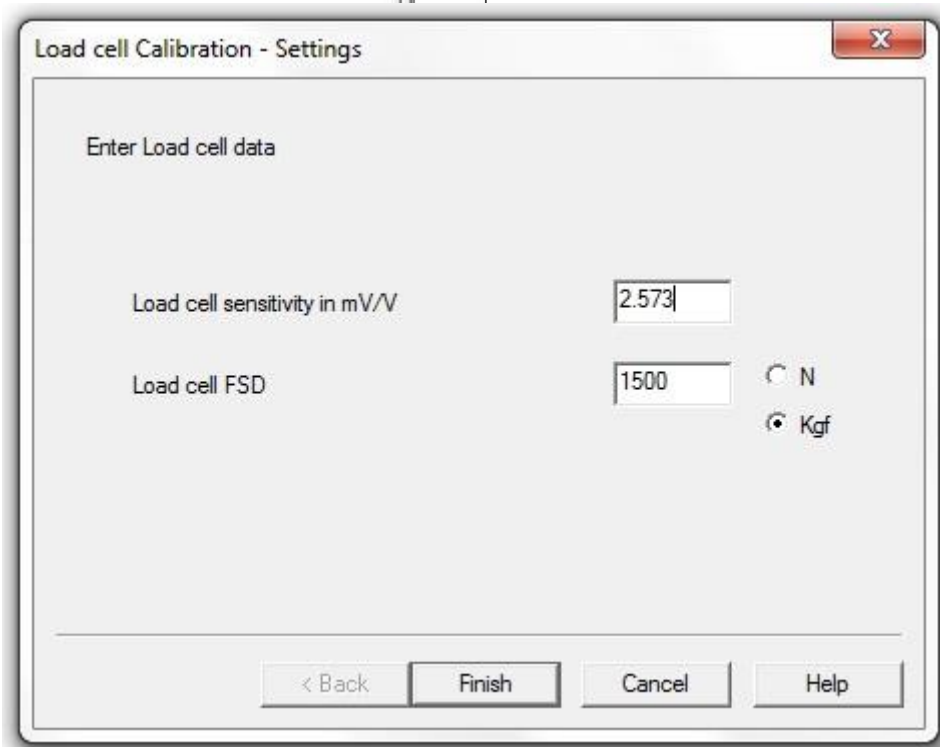 Load cell Calibration - Settings
Enter Load cell data
Load cell sensitivity in mV/V 2.573
Load cell FSD 1500 N
Kgf
< Back Finish Cancel Help